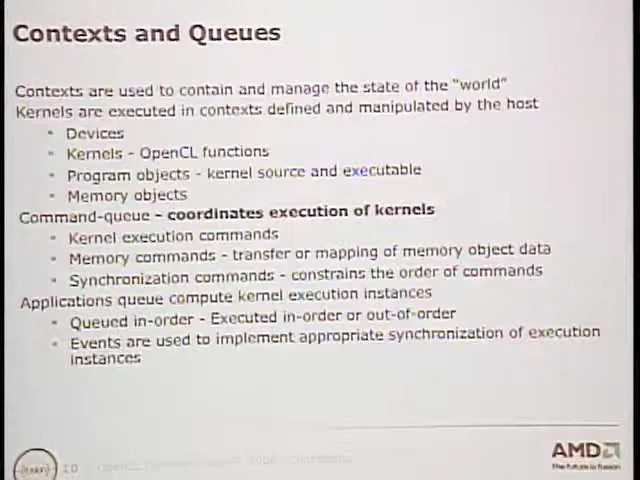 Contexts and Queues
Contexts are used to contain and manage the state of the "world"
Kernels are executed in contexts defined and manipulated by the host
• Devices
• Kernels - OpenCL functions
• Program objects - kernel source and executable
• Memory objects
Command-queue - coordinates execution of kernels
• Kernel execution commands
• Memory commands - transfer or mapping of memory object data
• Synchronization commands - constrains the order of commands
Applications queue compute kernel execution instances
• Queued in-order - Executed in-order or out-of-order
• Events are used to implement appropriate synchronization of execution
instances
10
AMD
The future is fusion